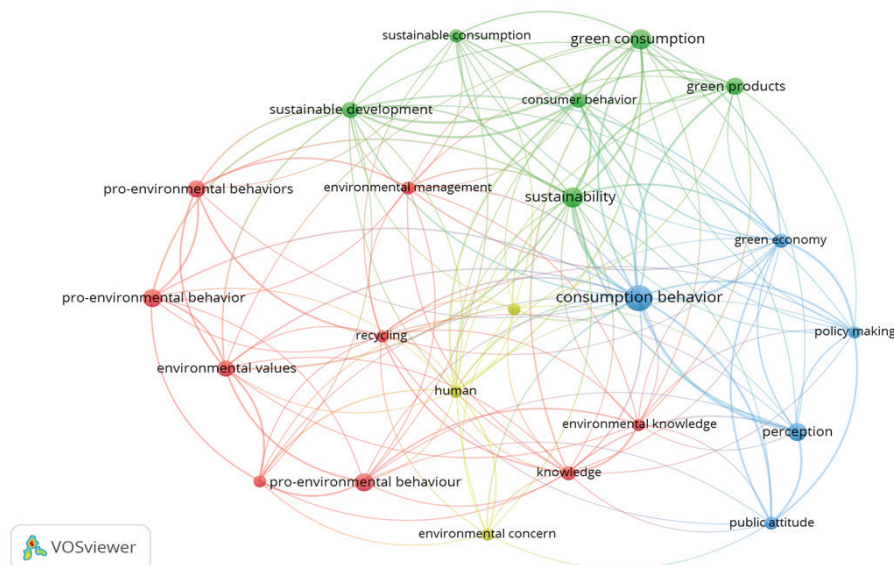 sustainable consumption
green consumption
green products
consumer behavior
sustainable development
pro-environmental behaviors
environmental management
sustainability
green economy
pro-environmental behavior
consumption behavior
policy making
recycling
environmental values
human
environmental knowledge
perception
knowledge
pro-environmental behaviour
public attitude
environmental concern
VOSviewer